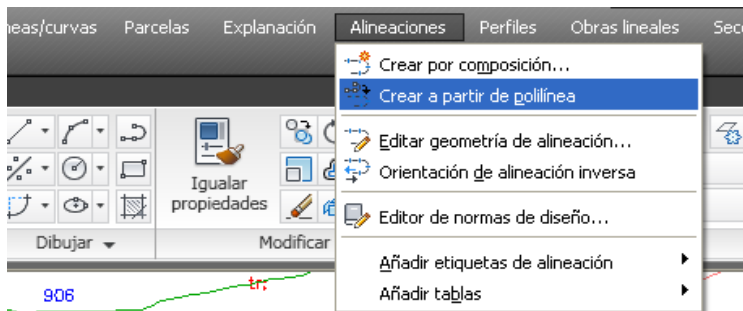 neas/curvas Parcelas Explanación Alineaciones Perfiles Obras lineales Sec
Crear por composición...
Crear a partir de polilínea
Editar geometría de alineación...
Orientación de alineación inversa
Igualar
propiedades
Editor de normas de diseño...
Dibujar Modificar
Añadir etiquetas de alineación
Añadir tablas
906
tr;